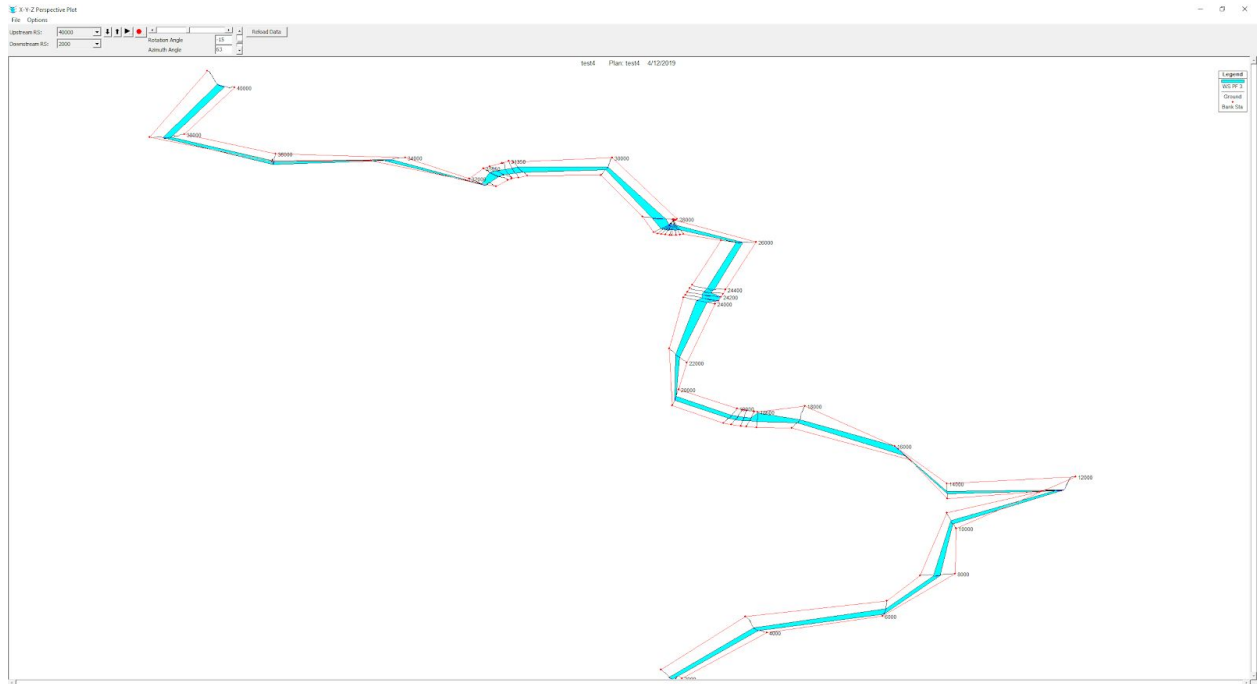 X-Y-Z Perspective Plot
File Options
Upstream RS: 40000
Reload Data
Rotation Angle -15
Downstream RS: 2000
Azimuth Angle 63
test4 Plan: test4 4/12/2019
Legend
WS PF 3
Ground
Bank Sta
40000
38000
36000
34000
32000
31350
30000
28000
26000
24400
24200
24000
22000
20000
18000
16000
14000
12000
10000
8000
6000
4000